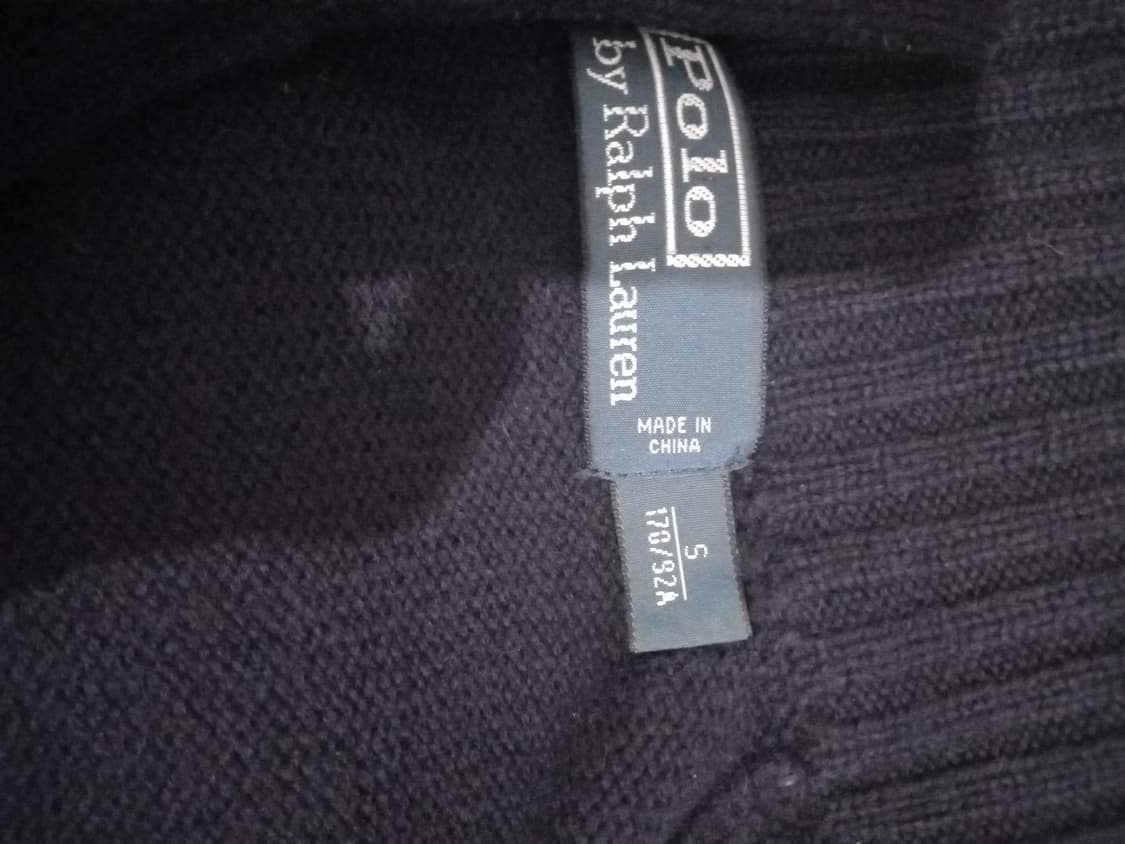 Polo
by Ralph Lauren
MADE IN
CHINA
S
170/92A